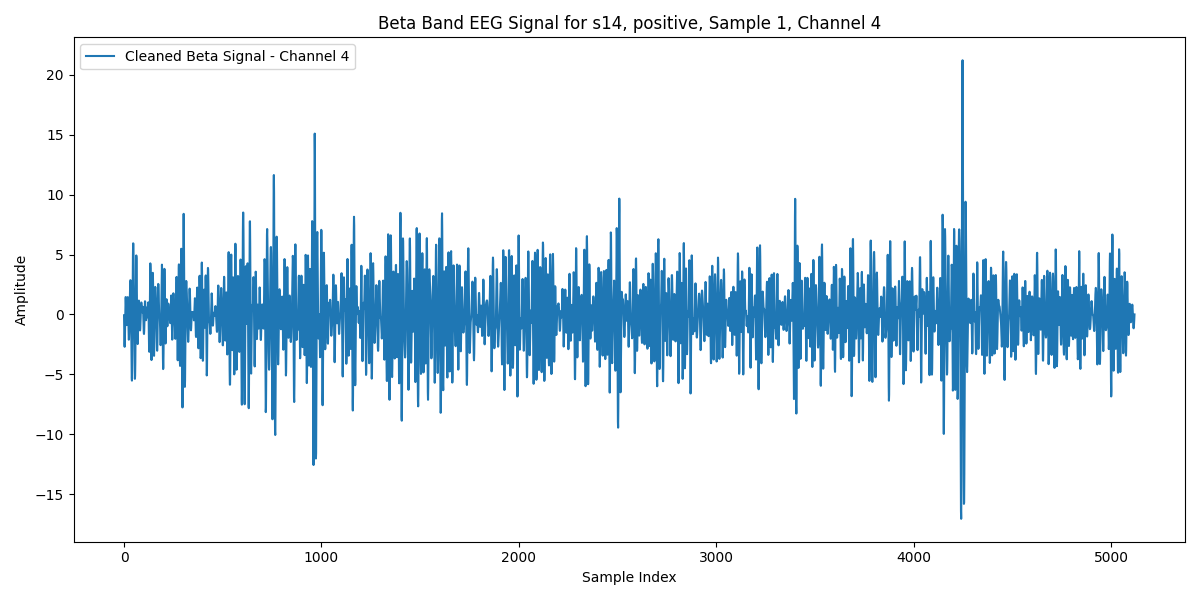 Beta Band EEG Signal for s14, positive, Sample 1, Channel 4
Cleaned Beta Signal - Channel 4
Amplitude
20
15
10
5
0
−5
−10
−15
0 1000 2000 3000 4000 5000
Sample Index